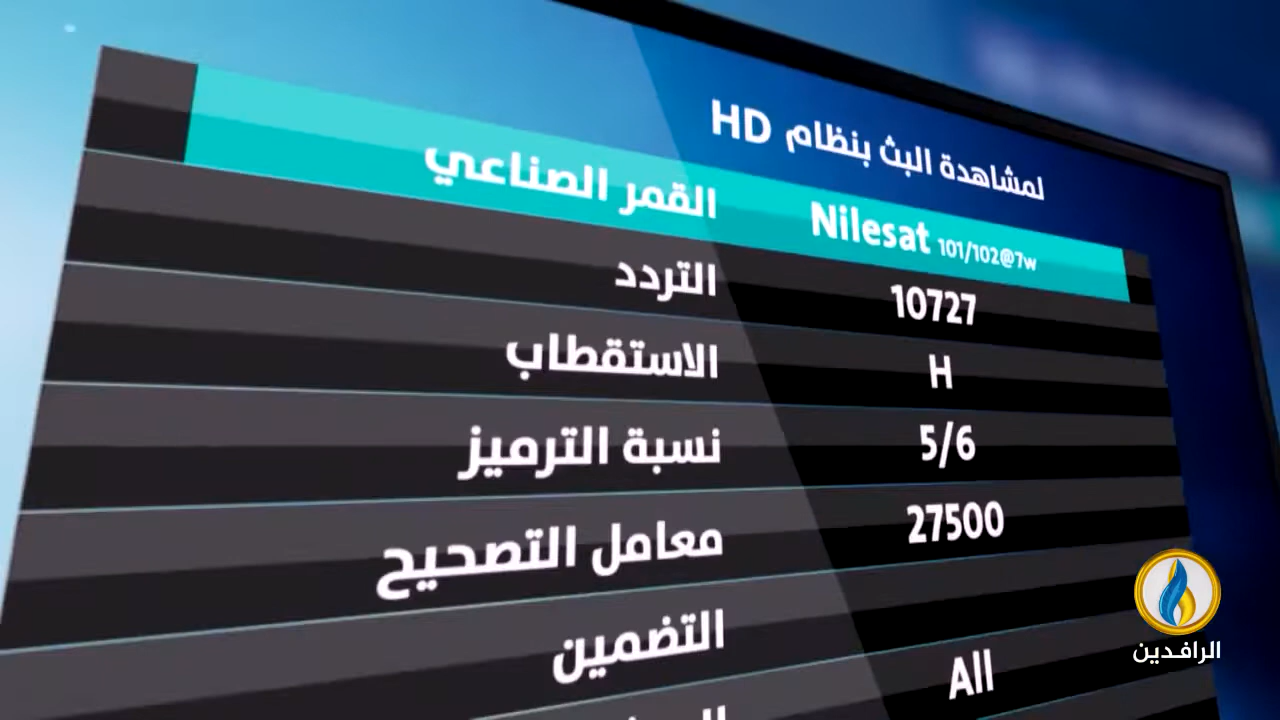 لمشاهدة البث بنظام HD
القمر الصناعي Nilesat 101/102@7w
التردد 10727
الاستقطاب H
نسبة الترميز 5/6
معامل التصحيح 27500
التضمين
All
الرافدين